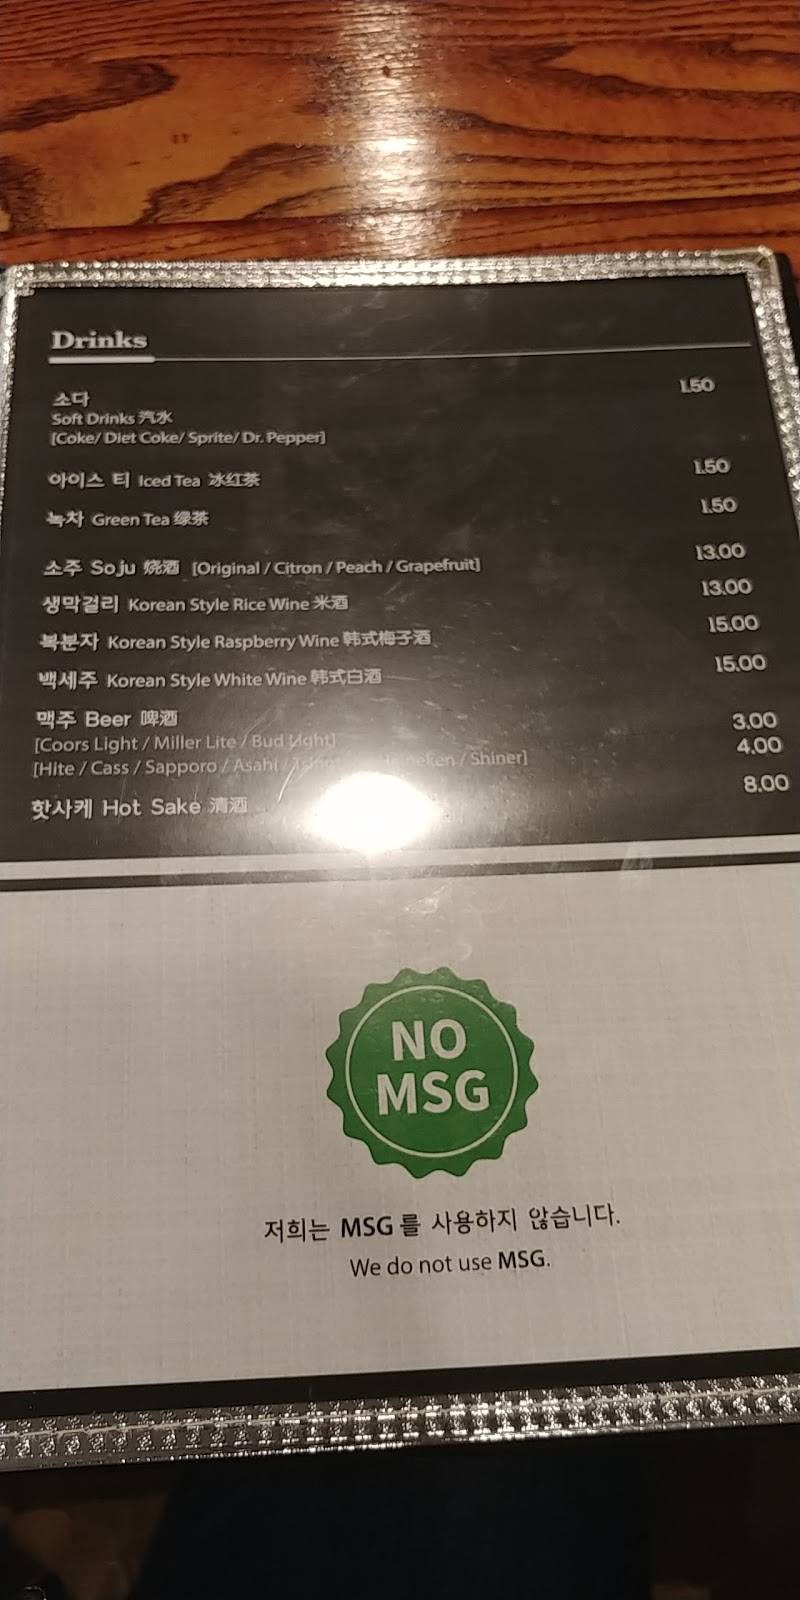 Drinks
소다 1.50
Soft Drinks 汽水
[Coke/ Diet Coke/ Sprite/ Dr. Pepper]
아이스 티 Iced Tea 冰红茶 1.50
녹차 Green Tea 绿茶 1.50
소주 Soju 烧酒 [Original / Citron / Peach / Grapefruit] 13.00
생막걸리 Korean Style Rice Wine 米酒 13.00
복분자 Korean Style Raspberry Wine 韩式梅子酒 15.00
백세주 Korean Style White Wine 韩式白酒 15.00
맥주 Beer 啤酒
[Coors Light / Miller Lite / Bud Light] 3.00
[Hite / Cass / Sapporo / Asahi / Heineken / Shiner] 4.00
핫사케 Hot Sake 清酒 8.00
NO
MSG
저희는 MSG 를 사용하지 않습니다.
We do not use MSG.